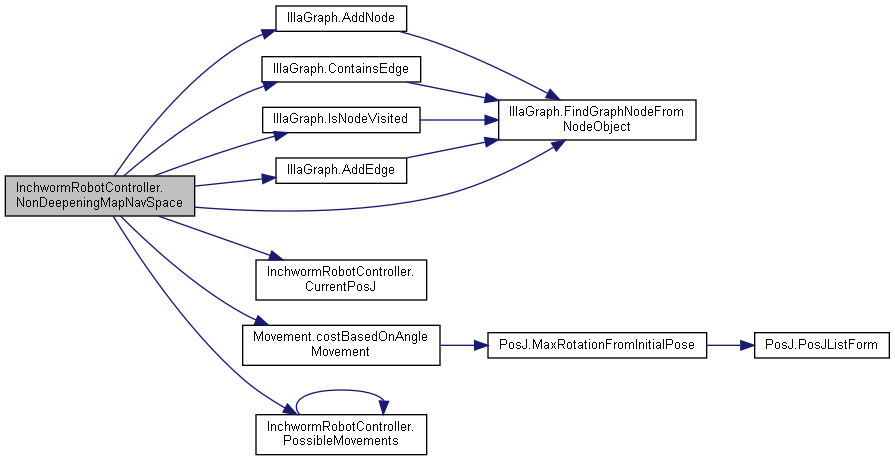 InchwormRobotController.
NonDeepeningMapNavSpace
IllaGraph.AddNode
IllaGraph.ContainsEdge
IllaGraph.IsNodeVisited
IllaGraph.AddEdge
IllaGraph.FindGraphNodeFrom
NodeObject
InchwormRobotController.
CurrentPosJ
Movement.costBasedOnAngle
Movement
PosJ.MaxRotationFromInitialPose
PosJ.PosJListForm
InchwormRobotController.
PossibleMovements